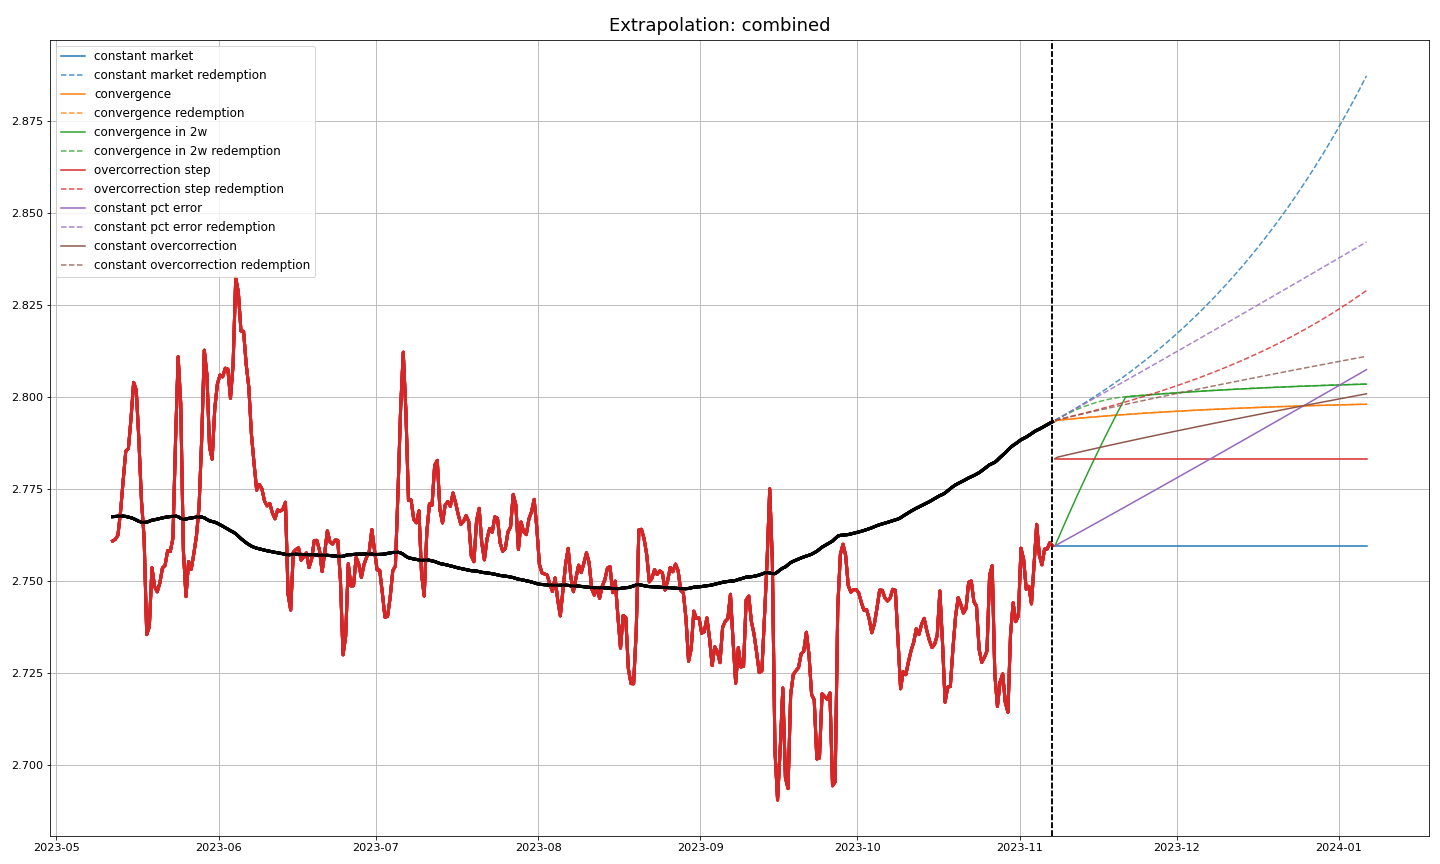 Extrapolation: combined
constant market
constant market redemption
convergence
convergence redemption
convergence in 2w
convergence in 2w redemption
overcorrection step
overcorrection step redemption
constant pct error
constant pct error redemption
constant overcorrection
constant overcorrection redemption
2.875
2.850
2.825
2.800
2.775
2.750
2.725
2.700
2023-05 2023-06 2023-07 2023-08 2023-09 2023-10 2023-11 2023-12 2024-01